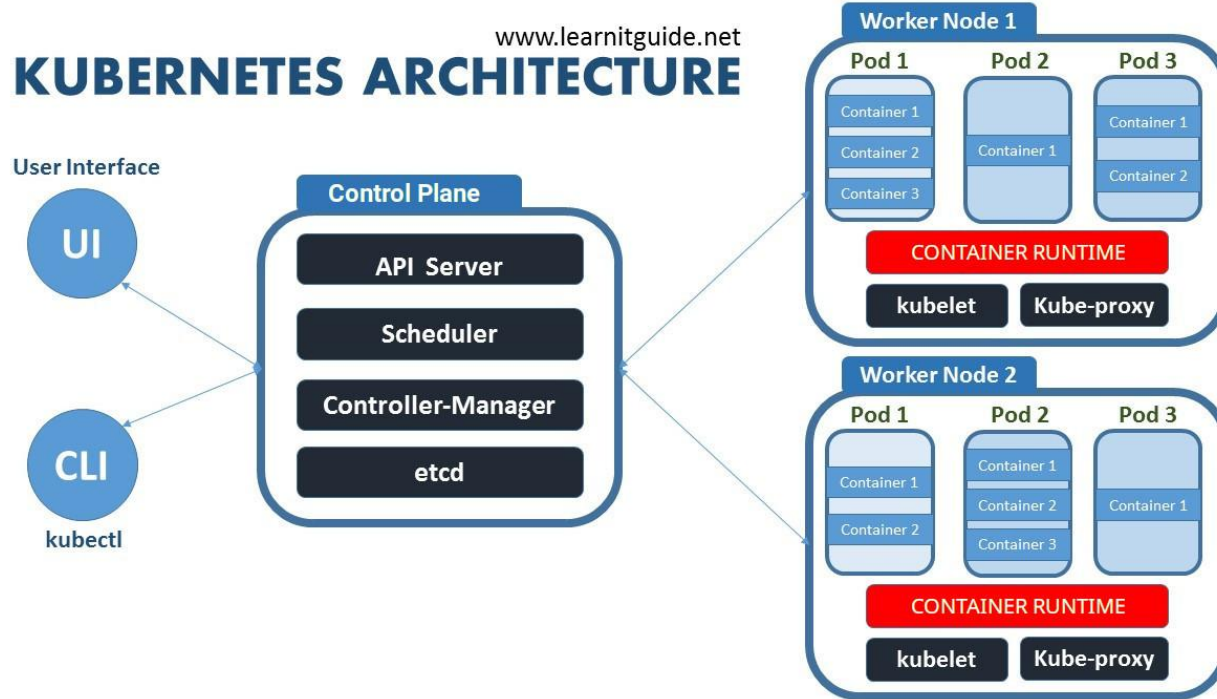 www.learnitguide.net
KUBERNETES ARCHITECTURE
User Interface
UI
CLI
kubectl
Control Plane
API Server
Scheduler
Controller-Manager
etcd
Worker Node 1
Pod 1
Pod 2
Pod 3
Container 1
Container 2
Container 3
Container 1
Container 1
Container 2
CONTAINER RUNTIME
kubelet
Kube-proxy
Worker Node 2
Pod 1
Pod 2
Pod 3
Container 1
Container 2
Container 1
Container 2
Container 3
Container 1
CONTAINER RUNTIME
kubelet
Kube-proxy